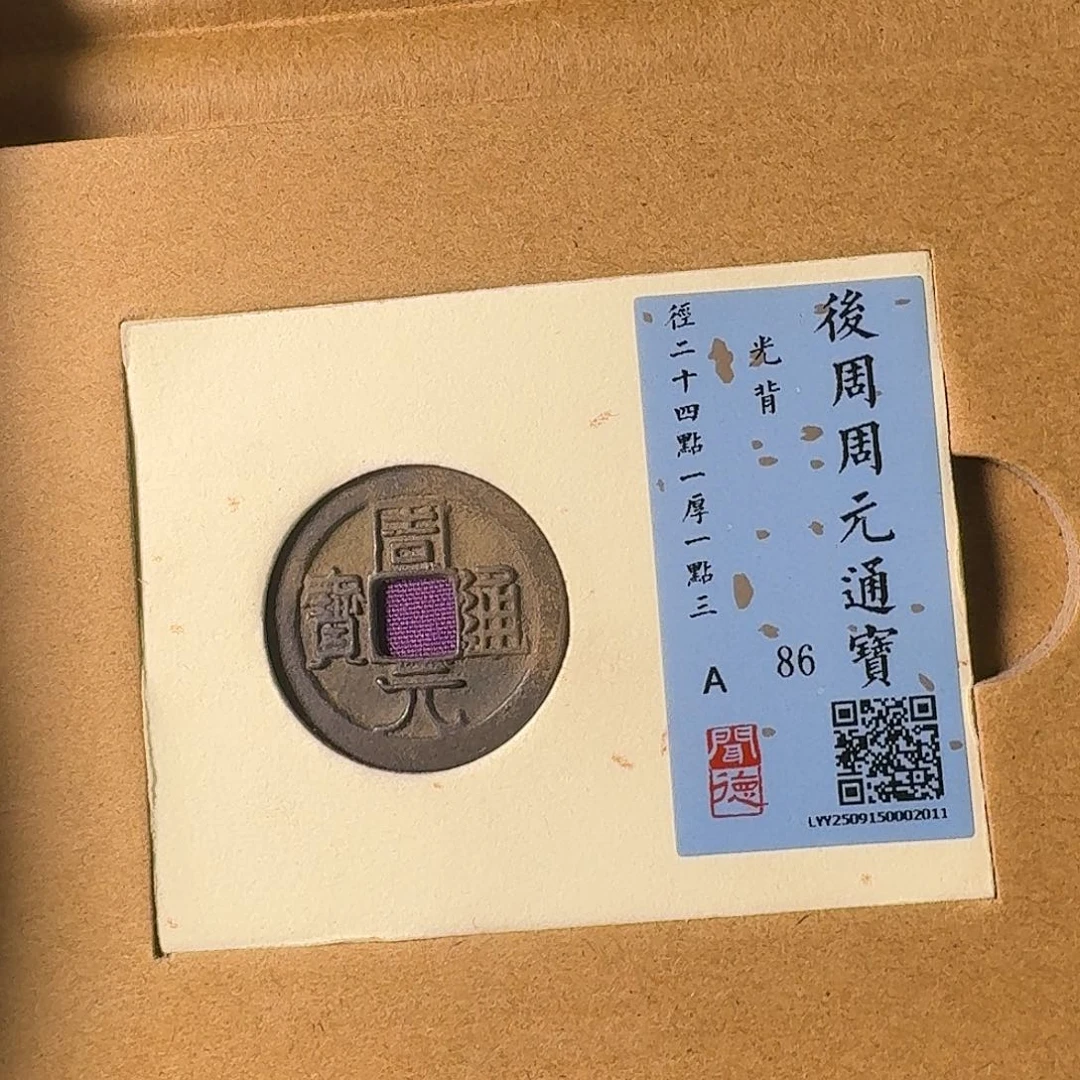 周元通寶
後周周元通寶
光背
徑二十四點一厚一點三
86
A
聞德
LYY2509150002011